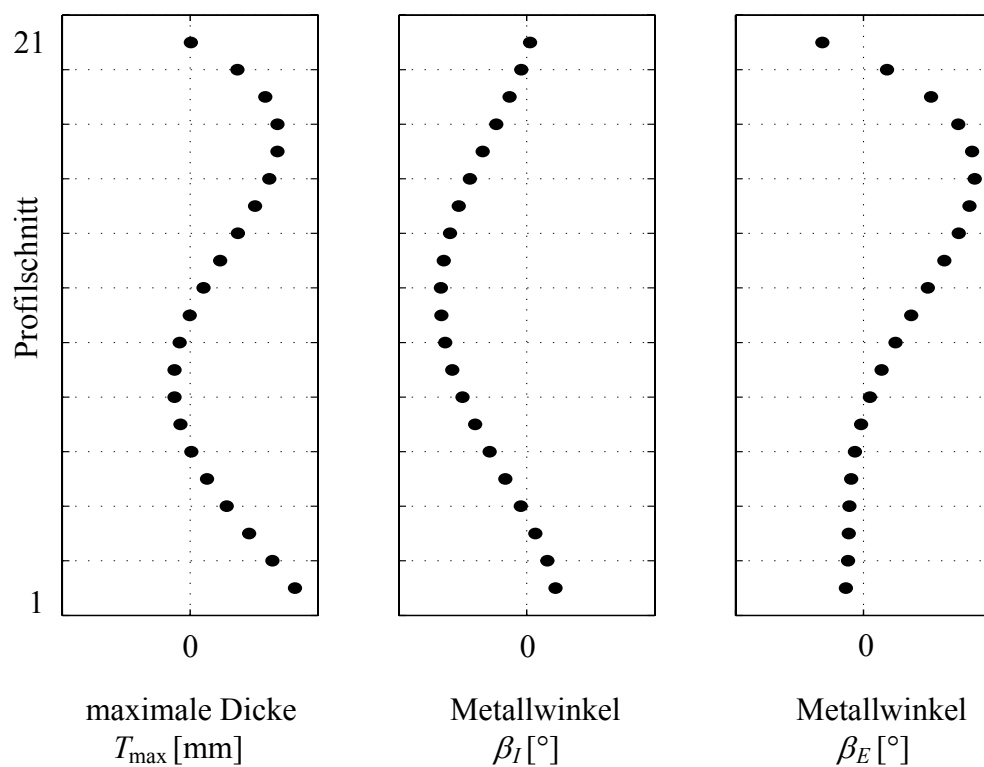 21
Profilschnitt
1
0
0
0
maximale Dicke
T_max [mm]
Metallwinkel
β_I [°]
Metallwinkel
β_E [°]